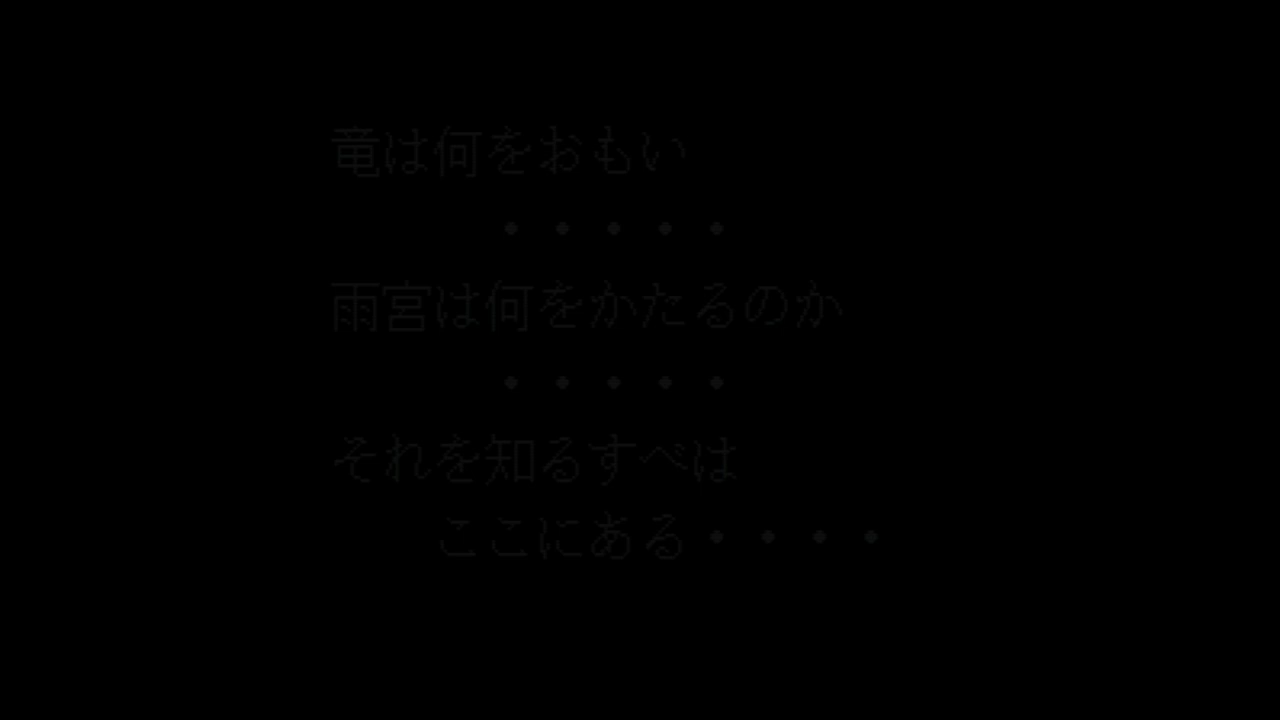 竜は何をおもい
・・・・・
雨宮は何をかたるのか
・・・・・
それを知るすべは
ここにある・・・・